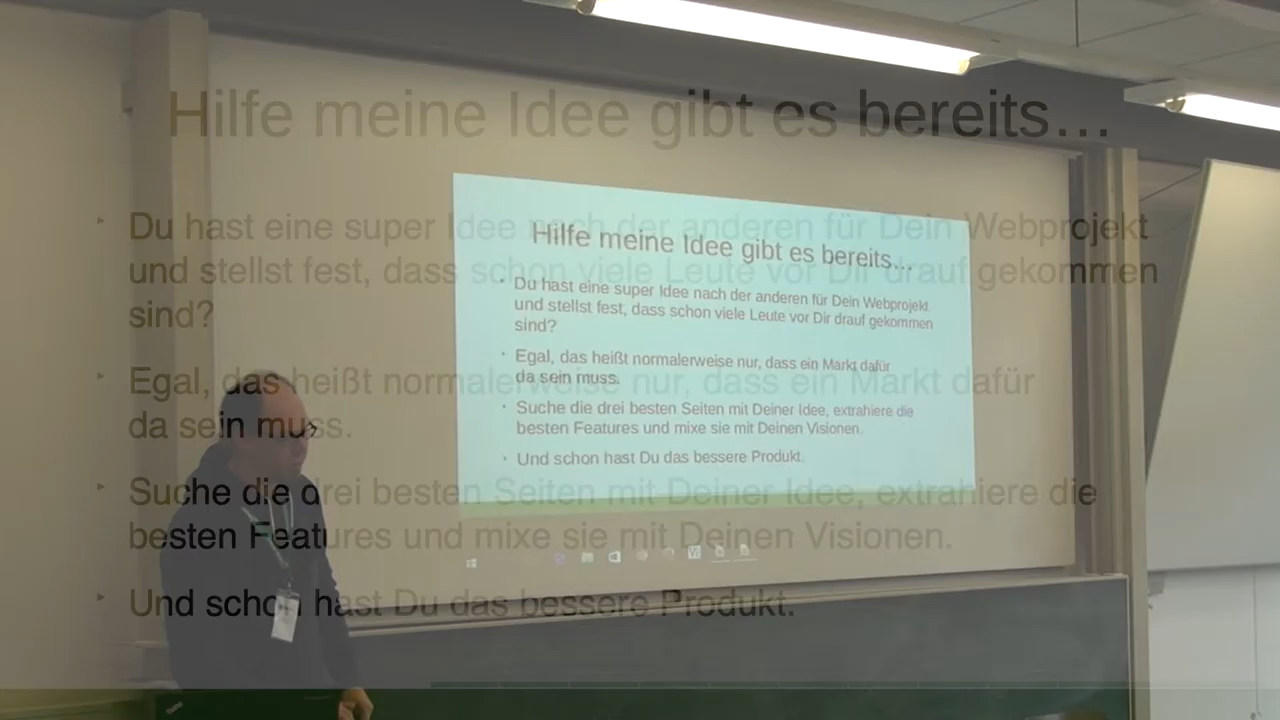 Hilfe meine Idee gibt es bereits...
Du hast eine super Idee nach der anderen für Dein Webprojekt
und stellst fest, dass schon viele Leute vor Dir drauf gekommen
sind?
Egal, das heißt normalerweise nur, dass ein Markt dafür
da sein muss.
Suche die drei besten Seiten mit Deiner Idee, extrahiere die
besten Features und mixe sie mit Deinen Visionen.
Und schon hast Du das bessere Produkt.
Hilfe meine Idee gibt es bereits...
Du hast eine super Idee nach der anderen für Dein Webprojekt
und stellst fest, dass schon viele Leute vor Dir drauf gekommen
sind?
Egal, das heißt normalerweise nur, dass ein Markt dafür
da sein muss.
Suche die drei besten Seiten mit Deiner Idee, extrahiere die
besten Features und mixe sie mit Deinen Visionen.
Und schon hast Du das bessere Produkt.